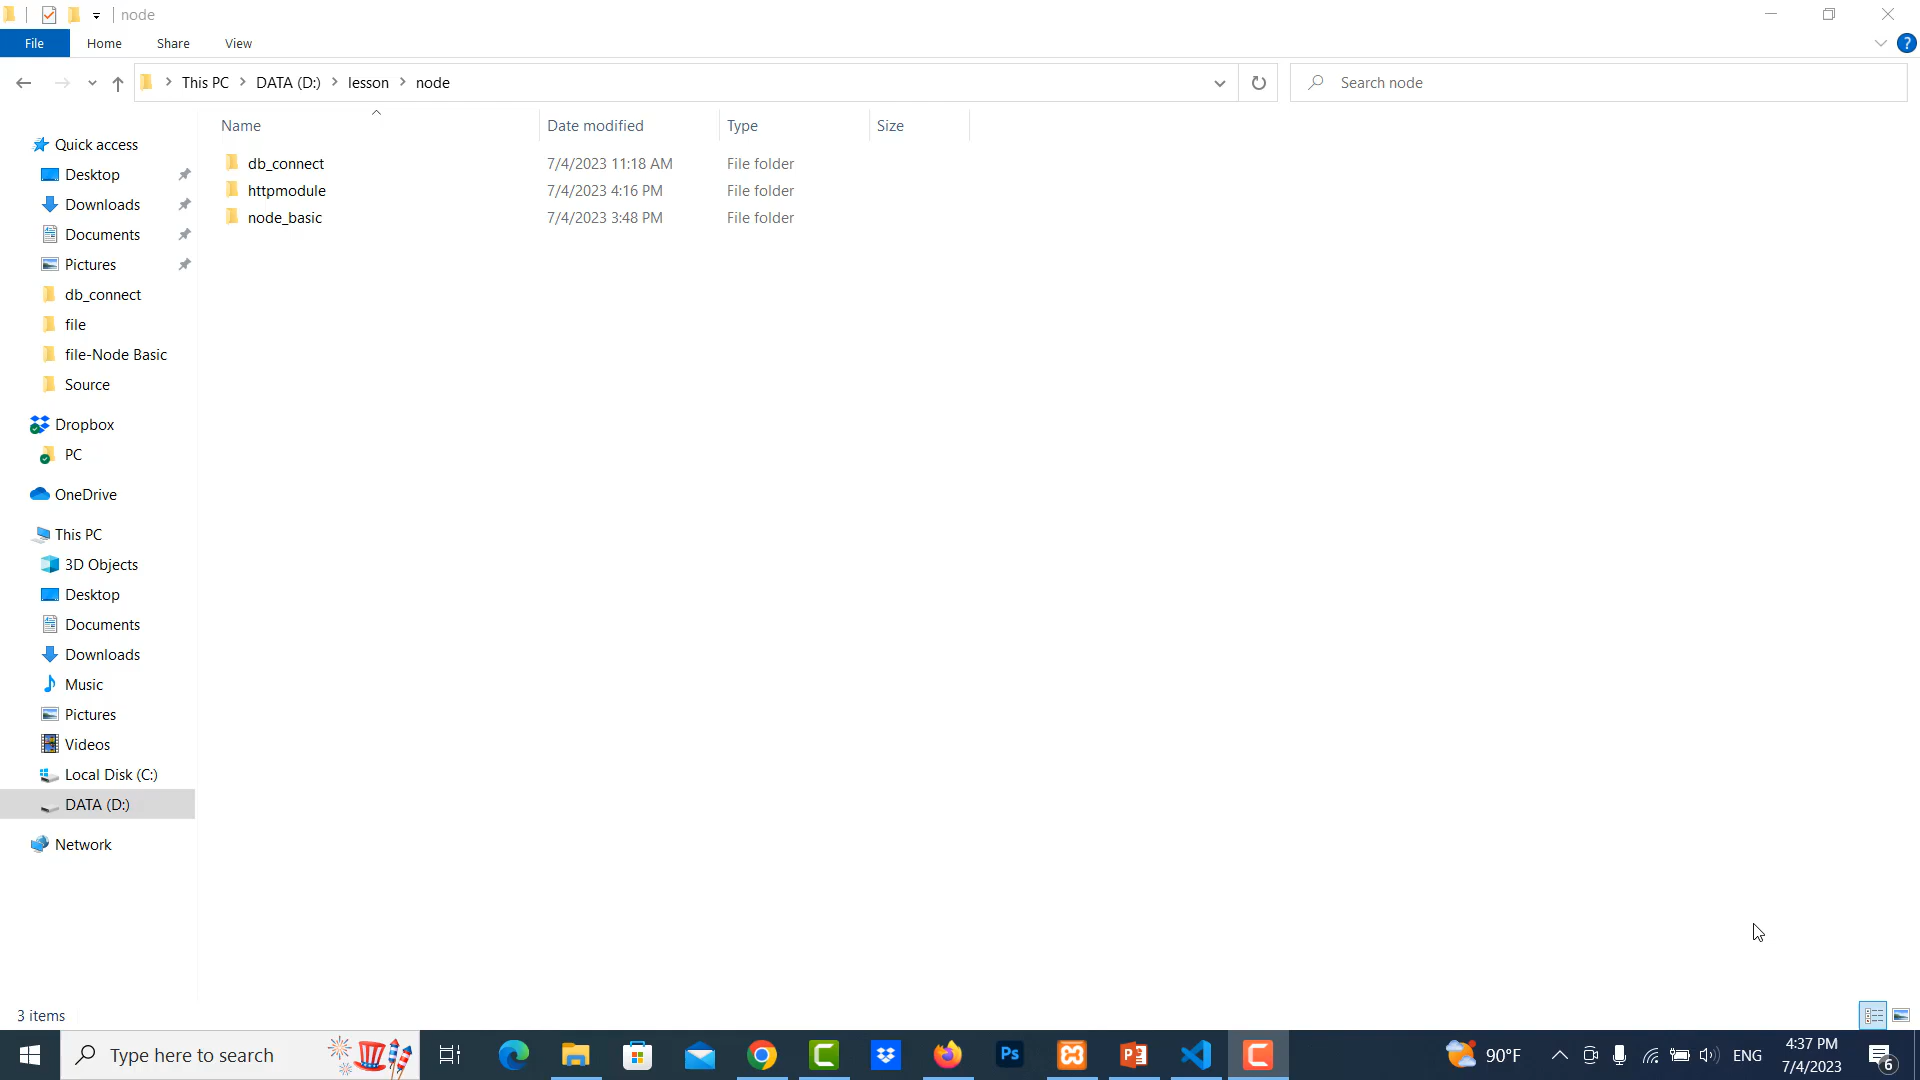 node
File Home Share View ?
This PC DATA (D:) lesson node Search node
Name Date modified Type Size
db_connect 7/4/2023 11:18 AM File folder
httpmodule 7/4/2023 4:16 PM File folder
node_basic 7/4/2023 3:48 PM File folder
Quick access
Desktop
Downloads
Documents
Pictures
db_connect
file
file-Node Basic
Source
Dropbox
PC
OneDrive
This PC
3D Objects
Desktop
Documents
Downloads
Music
Pictures
Videos
Local Disk (C:)
DATA (D:)
Network
3 items
Type here to search Ps 90°F ENG 4:37 PM
7/4/2023 6